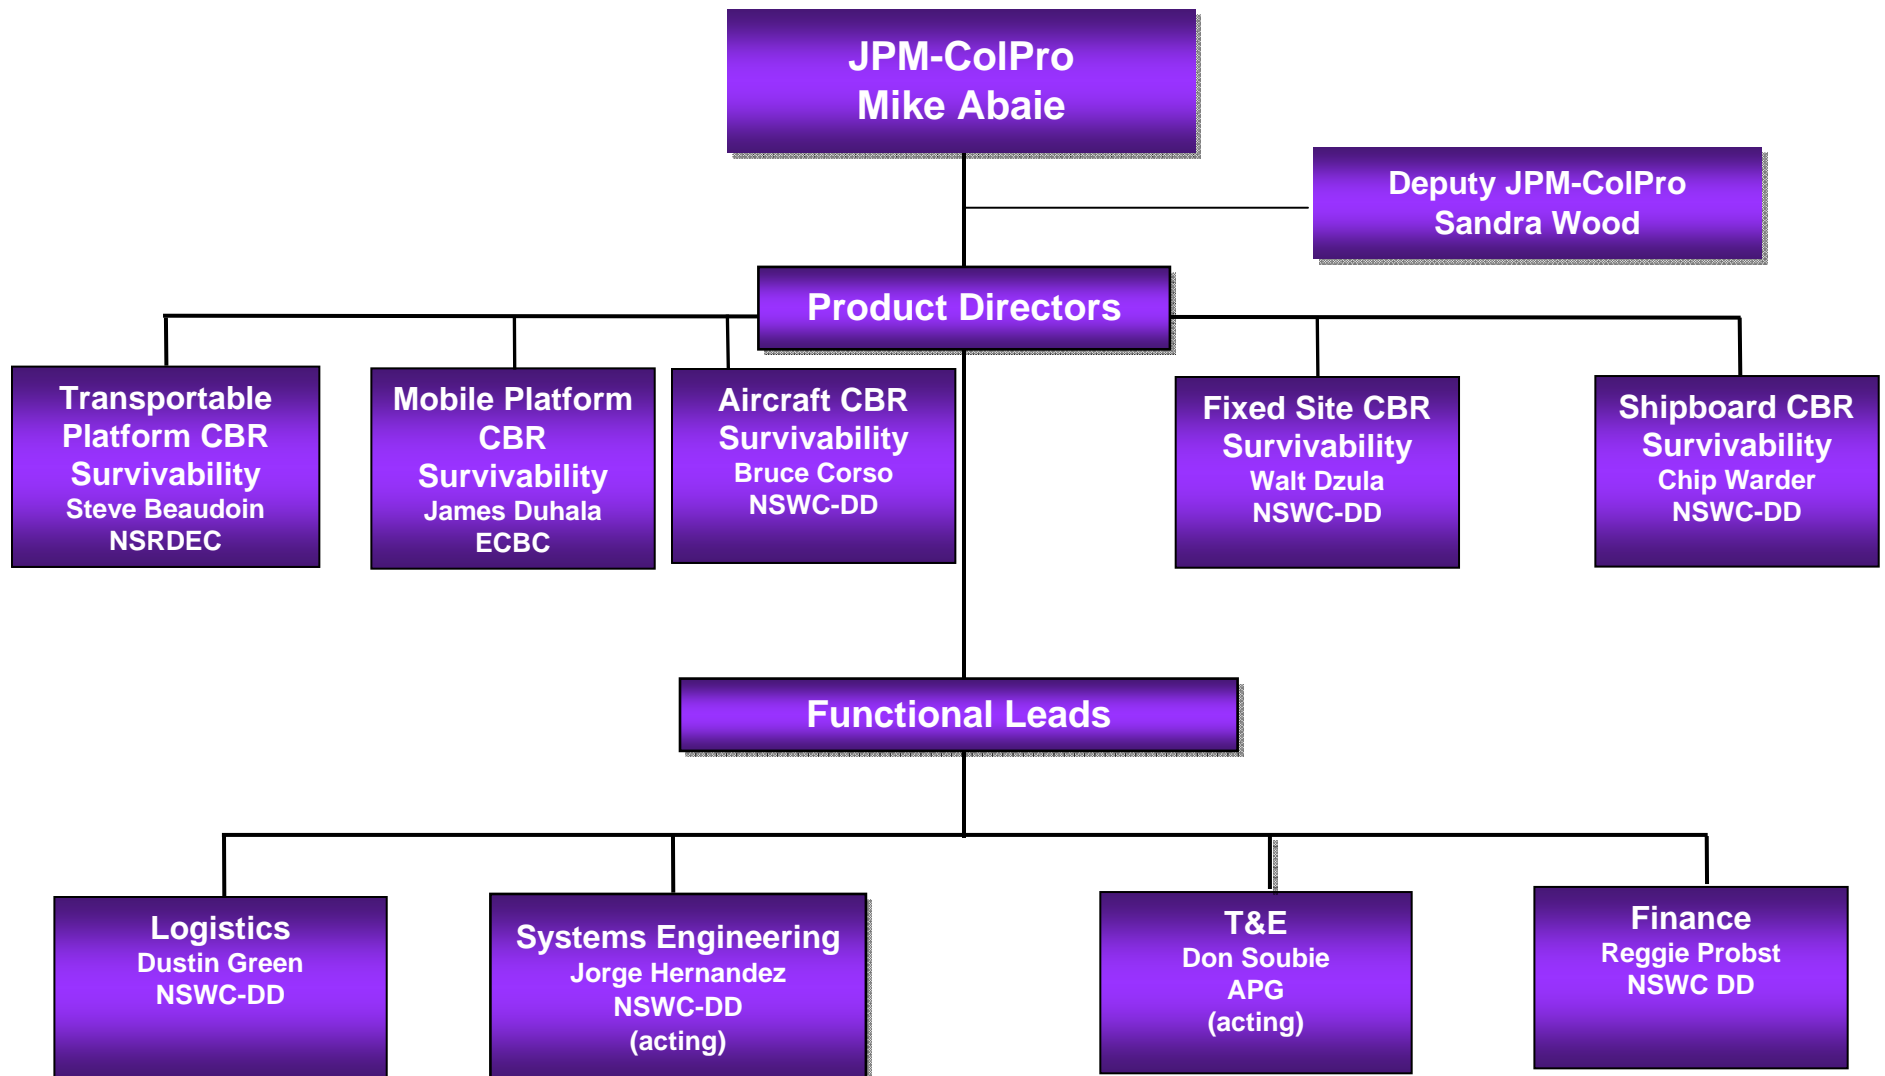 JPM-ColPro
Mike Abaie
Deputy JPM-ColPro
Sandra Wood
Product Directors
Transportable
Platform CBR
Survivability
Steve Beaudoin
NSRDEC
Mobile Platform
CBR
Survivability
James Duhala
ECBC
Aircraft CBR
Survivability
Bruce Corso
NSWC-DD
Fixed Site CBR
Survivability
Walt Dzula
NSWC-DD
Shipboard CBR
Survivability
Chip Warder
NSWC-DD
Functional Leads
Logistics
Dustin Green
NSWC-DD
Systems Engineering
Jorge Hernandez
NSWC-DD
(acting)
T&E
Don Soubie
APG
(acting)
Finance
Reggie Probst
NSWC DD